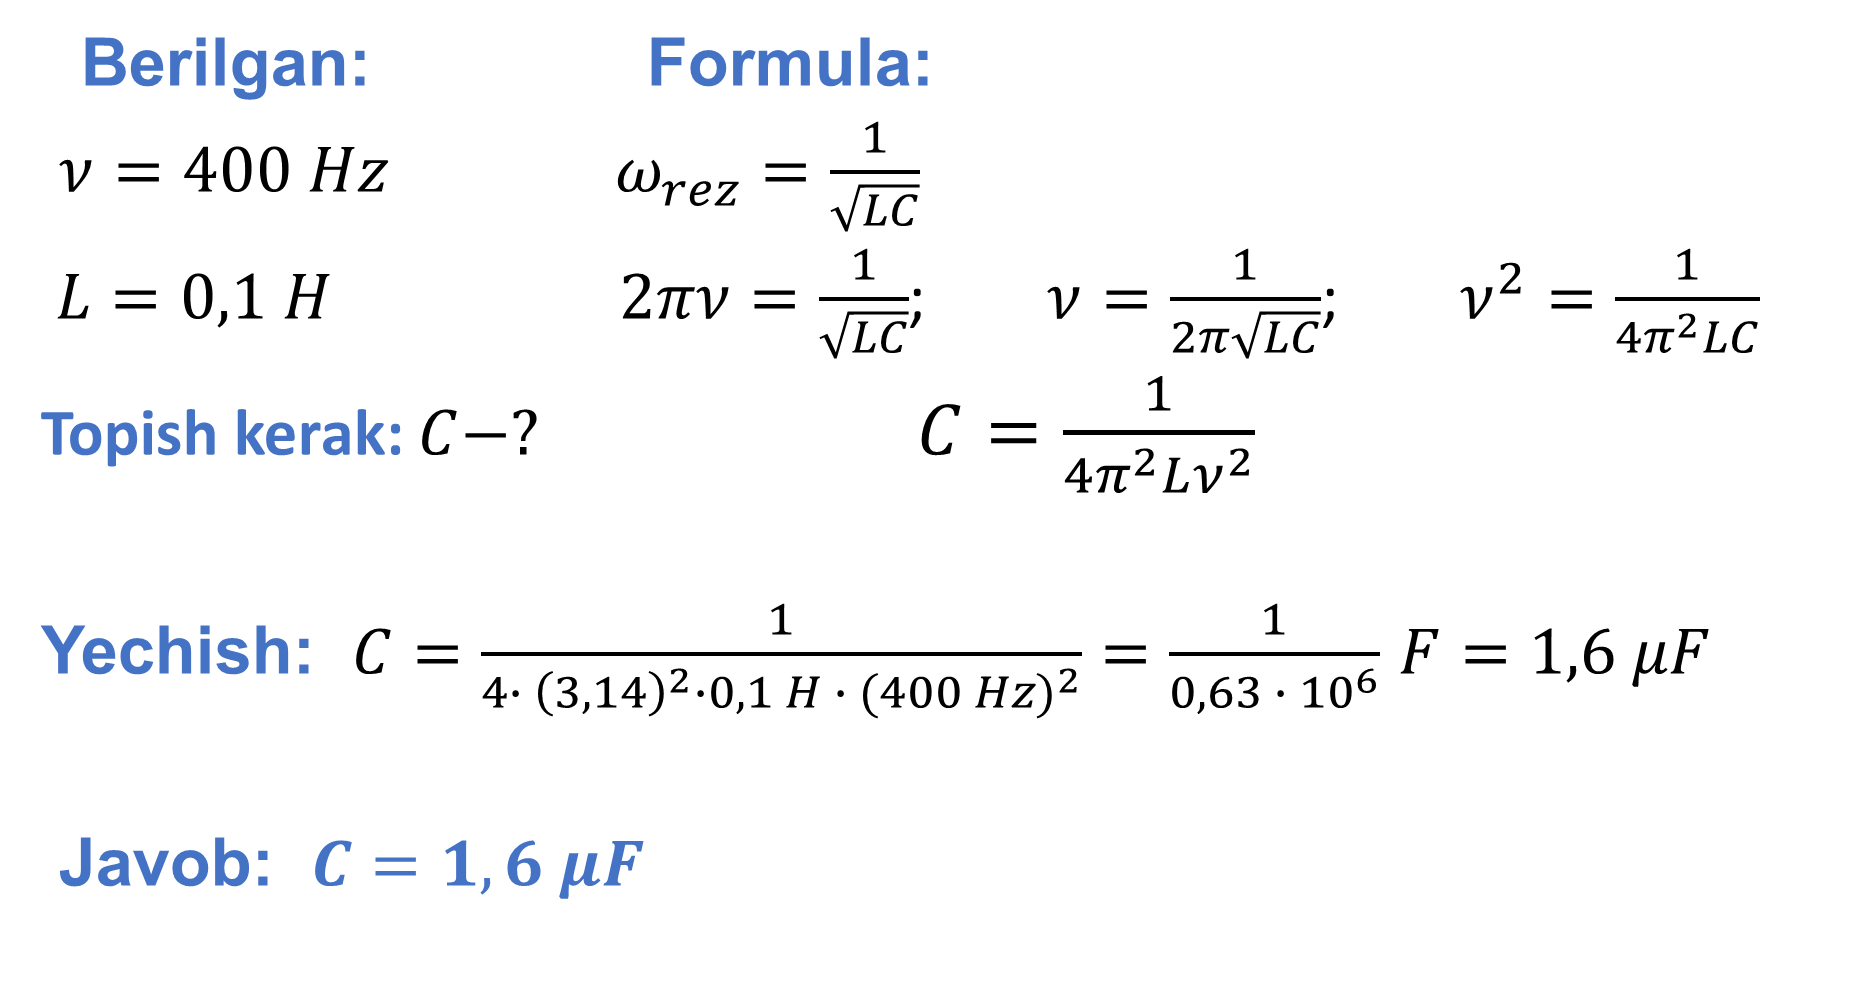 Berilgan: Formula:
ν = 400 Hz ω_rez = 1/√LC
L = 0,1 H 2πν = 1/√LC; ν = 1/2π√LC; ν² = 1/4π²LC
Topish kerak: C−? C = 1/4π²Lν²
Yechish: C = 1/4· (3,14)²·0,1 H · (400 Hz)² = 1/0,63 · 10⁶ F = 1,6 μF
Javob: C = 1, 6 μF